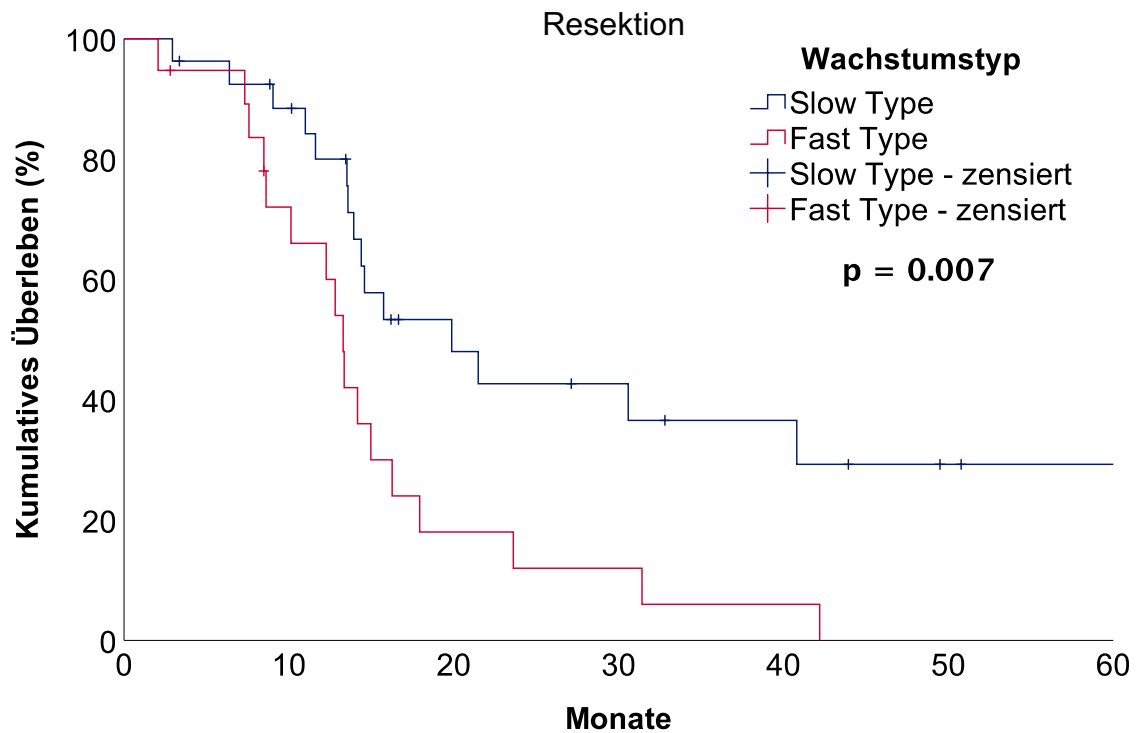 Resektion
Wachstumstyp
Slow Type
Fast Type
Slow Type - zensiert
Fast Type - zensiert
p = 0.007
Kumulatives Überleben (%)
100
80
60
40
20
0
0 10 20 30 40 50 60
Monate